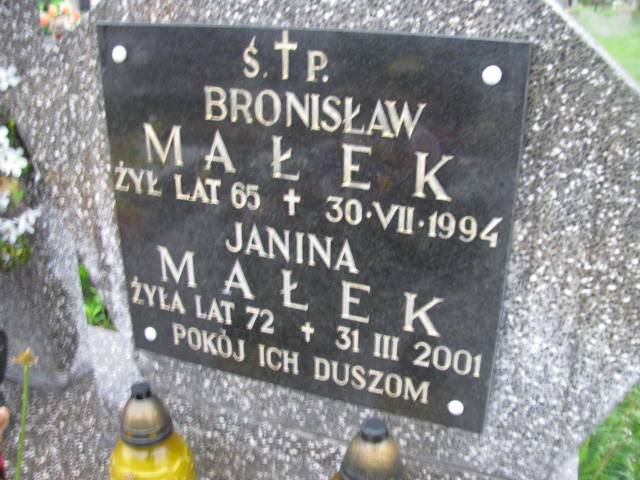 Ś. † P.
BRONISŁAW
MAŁEK
ŻYŁ LAT 65 † 30·VII·1994
JANINA
MAŁEK
ŻYŁA LAT 72 † 31 III 2001
POKÓJ ICH DUSZOM